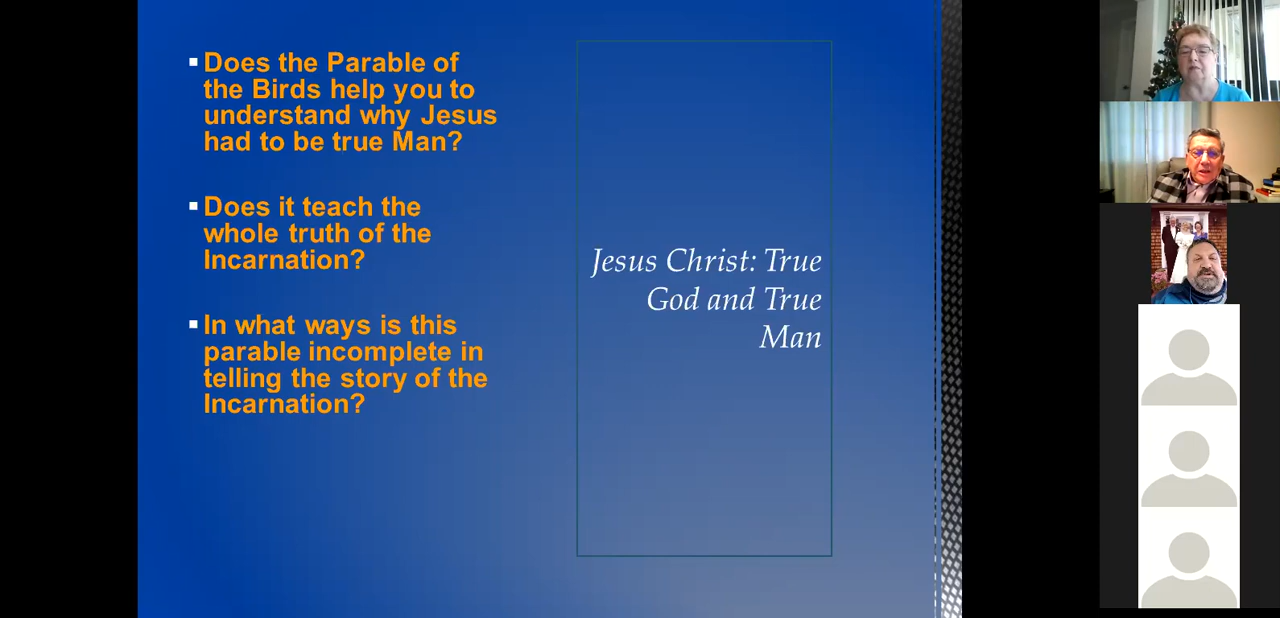 Does the Parable of
the Birds help you to
understand why Jesus
had to be true Man?
Does it teach the
whole truth of the
Incarnation?
In what ways is this
parable incomplete in
telling the story of the
Incarnation?
Jesus Christ: True
God and True
Man